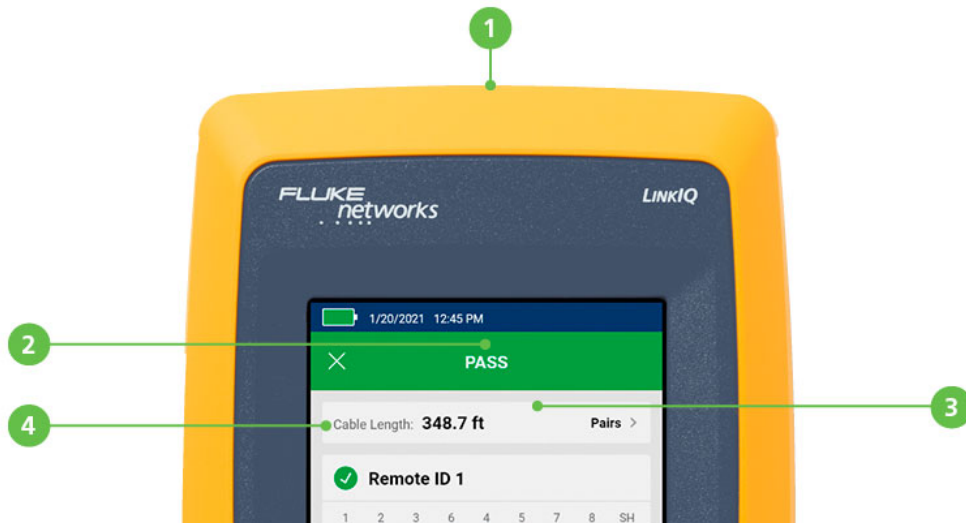 1
FLUKE
networks
LINKIQ
1/20/2021 12:45 PM
2
PASS
3
4
Cable Length: 348.7 ft
Pairs >
Remote ID 1
1 2 3 6 4 5 7 8 SH